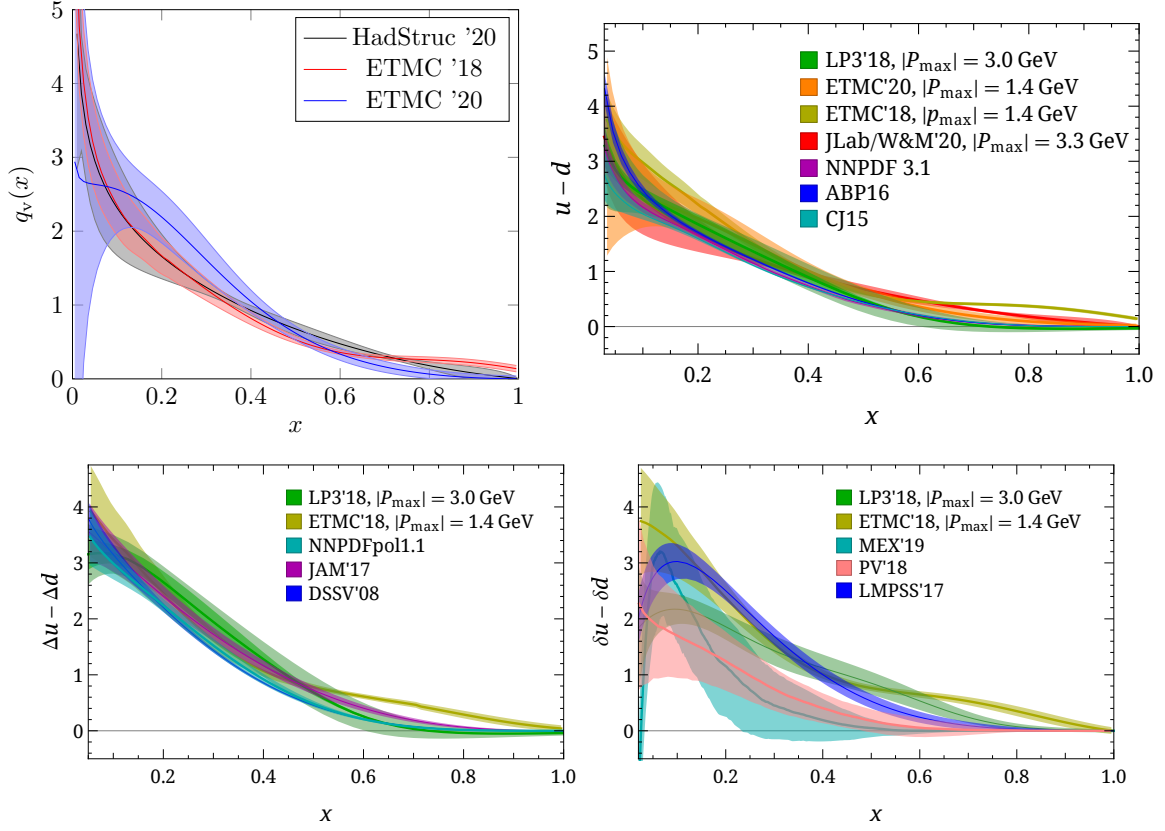 5
4
3
2
1
0
q_v(x)
HadStruc '20
ETMC '18
ETMC '20
0 0.2 0.4 0.6 0.8 1
x
5
4
3
2
1
0
u – d
LP3'18, |P_max| = 3.0 GeV
ETMC'20, |P_max| = 1.4 GeV
ETMC'18, |p_max| = 1.4 GeV
JLab/W&M'20, |P_max| = 3.3 GeV
NNPDF 3.1
ABP16
CJ15
0.2 0.4 0.6 0.8 1.0
x
4
3
2
1
0
Δu – Δd
LP3'18, |P_max| = 3.0 GeV
ETMC'18, |P_max| = 1.4 GeV
NNPDFpol1.1
JAM'17
DSSV'08
0.2 0.4 0.6 0.8 1.0
x
4
3
2
1
0
δu – δd
LP3'18, |P_max| = 3.0 GeV
ETMC'18, |P_max| = 1.4 GeV
MEX'19
PV'18
LMPSS'17
0.2 0.4 0.6 0.8 1.0
x